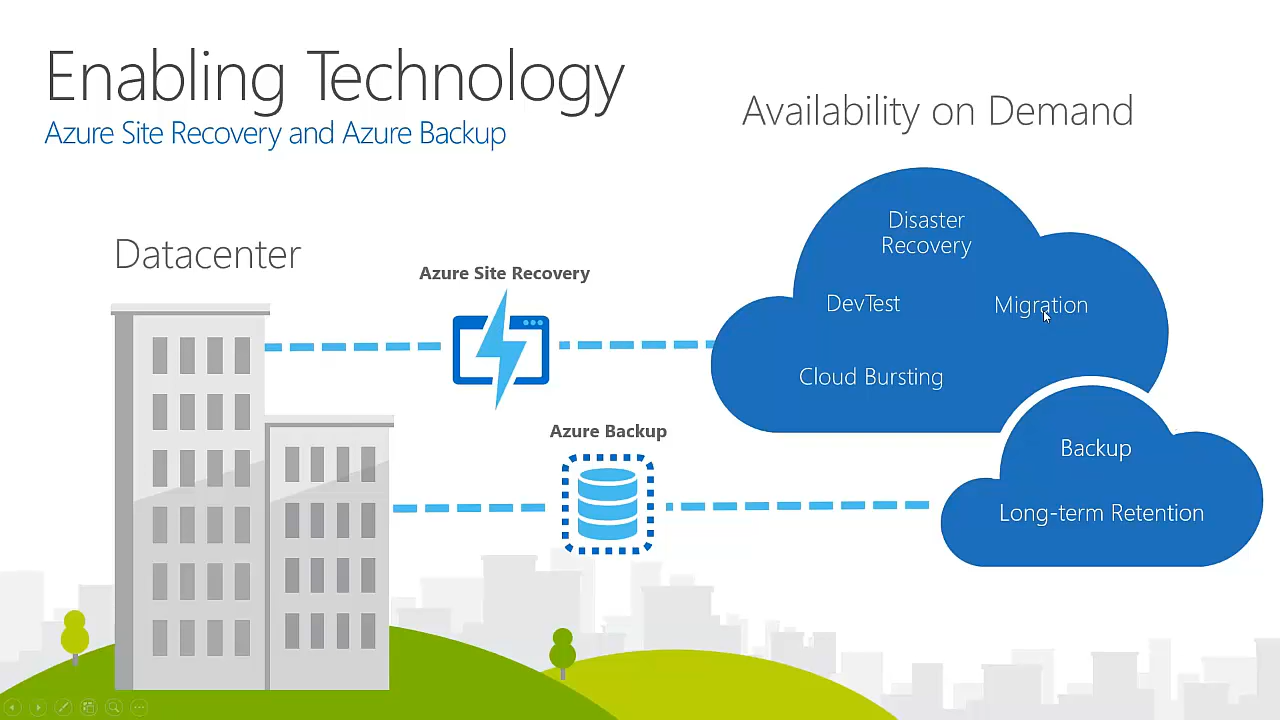 Enabling Technology
Azure Site Recovery and Azure Backup
Availability on Demand
Datacenter
Azure Site Recovery
Azure Backup
Disaster
Recovery
DevTest
Migration
Cloud Bursting
Backup
Long-term Retention